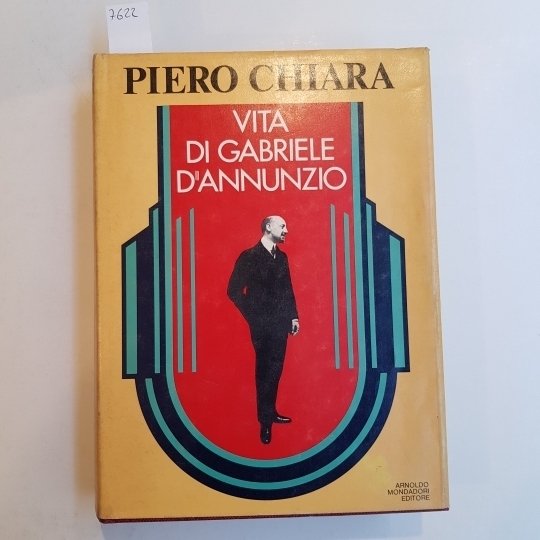 7622
PIERO CHIARA
VITA
DI GABRIELE
D'ANNUNZIO
ARNOLDO
MONDADORI
EDITORE